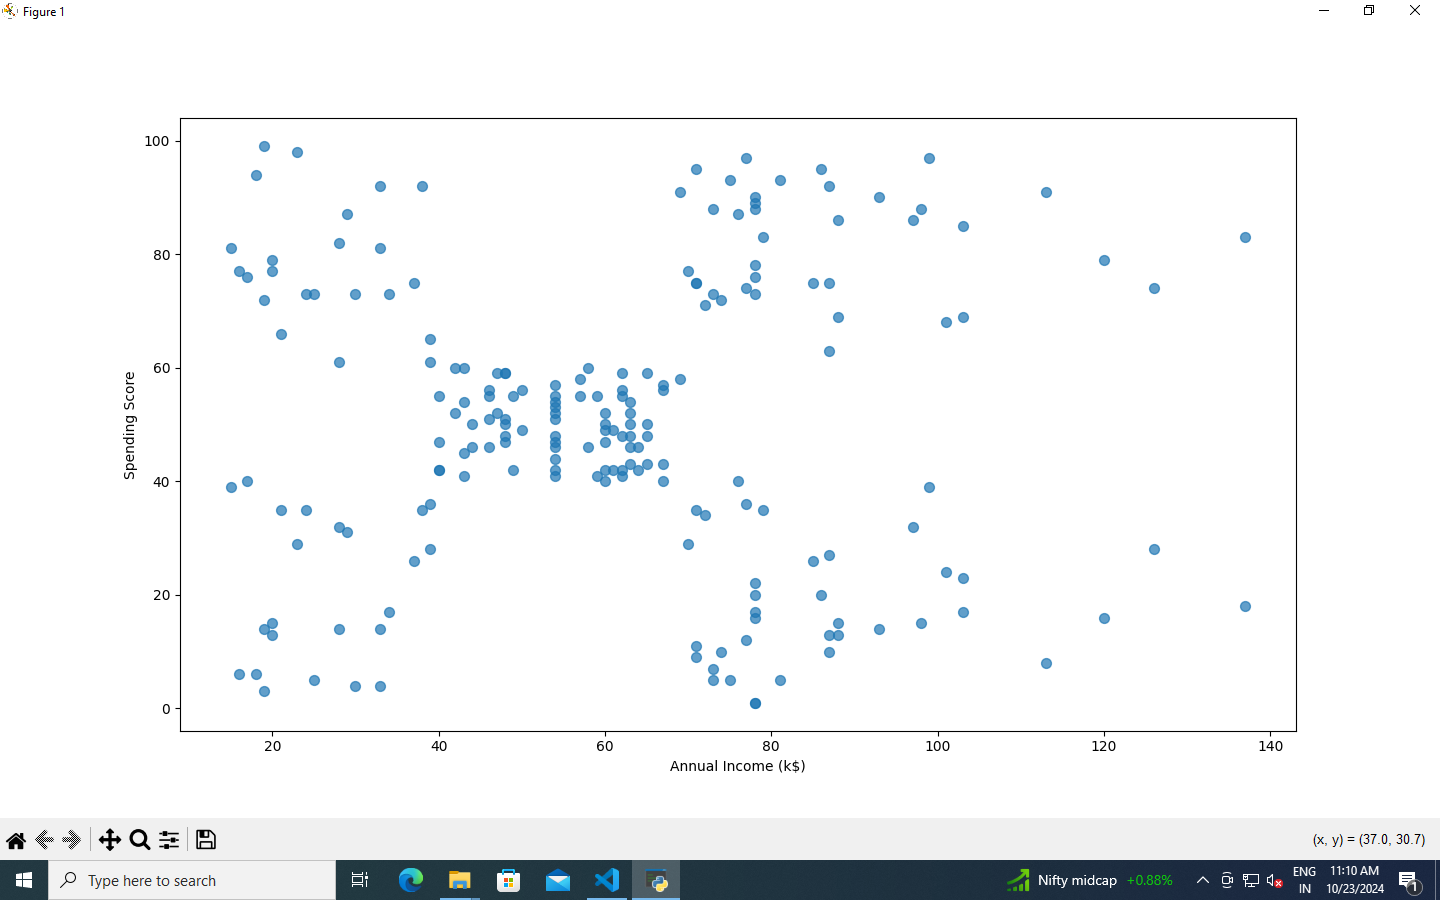 Figure 1
100
80
60
40
20
0
Spending Score
20 40 60 80 100 120 140
Annual Income (k$)
(x, y) = (37.0, 30.7)
Type here to search
Nifty midcap +0.88%
ENG
IN
11:10 AM
10/23/2024
1